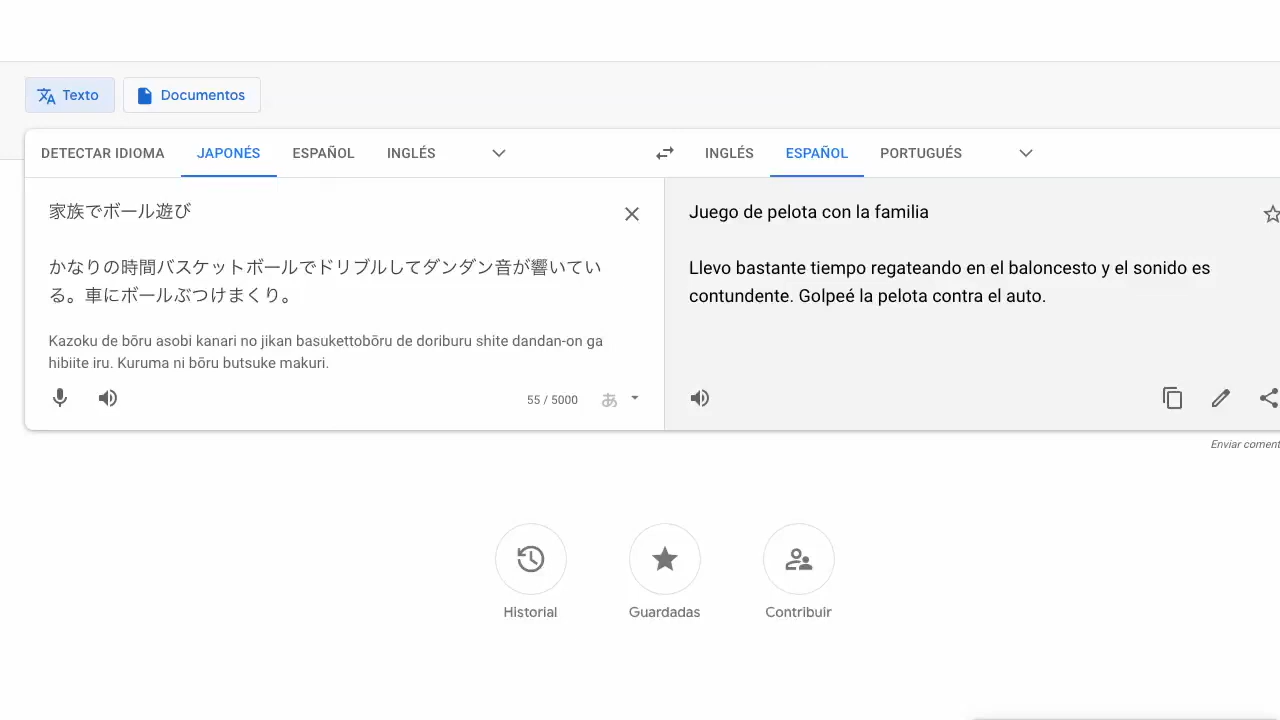 Texto
Documentos
DETECTAR IDIOMA JAPONÉS ESPAÑOL INGLÉS
INGLÉS ESPAÑOL PORTUGUÉS
家族でボール遊び
かなりの時間バスケットボールでドリブルしてダンダン音が響いてい
る。車にボールぶつけまくり。
Kazoku de bōru asobi kanari no jikan basukettobōru de doriburu shite dandan-on ga
hibiite iru. Kuruma ni bōru butsuke makuri.
55 / 5000 あ
Juego de pelota con la familia
Llevo bastante tiempo regateando en el baloncesto y el sonido es
contundente. Golpeé la pelota contra el auto.
Enviar coment
Historial
Guardadas
Contribuir